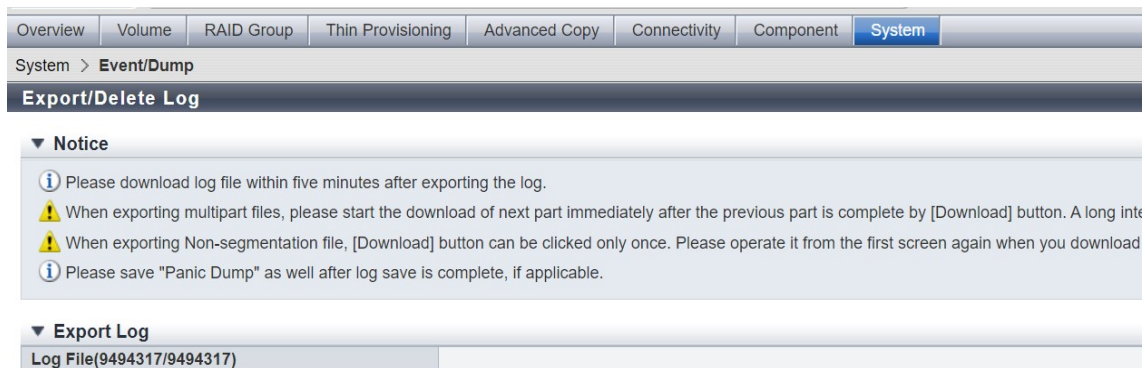 Overview Volume RAID Group Thin Provisioning Advanced Copy Connectivity Component System
System > Event/Dump
Export/Delete Log
Notice
Please download log file within five minutes after exporting the log.
When exporting multipart files, please start the download of next part immediately after the previous part is complete by [Download] button. A long inte
When exporting Non-segmentation file, [Download] button can be clicked only once. Please operate it from the first screen again when you download
Please save "Panic Dump" as well after log save is complete, if applicable.
Export Log
Log File(9494317/9494317)